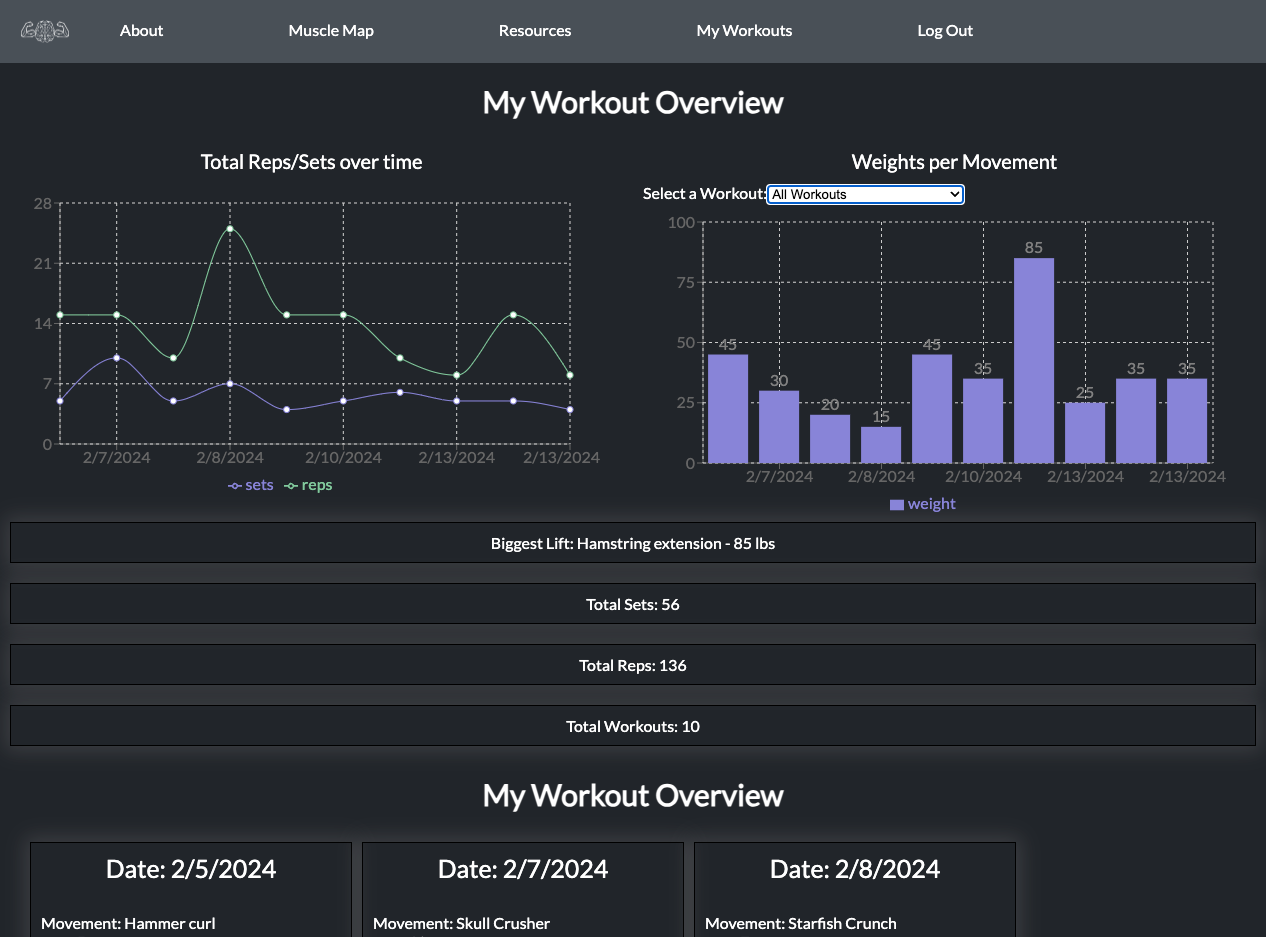 About Muscle Map Resources My Workouts Log Out
My Workout Overview
Total Reps/Sets over time
28
21
14
7
0
2/7/2024 2/8/2024 2/10/2024 2/13/2024 2/13/2024
sets reps
Weights per Movement
Select a Workout: All Workouts
100
75
50
25
0
45 30 20 15 45 35 85 25 35 35
2/7/2024 2/8/2024 2/10/2024 2/13/2024 2/13/2024
weight
Biggest Lift: Hamstring extension - 85 lbs
Total Sets: 56
Total Reps: 136
Total Workouts: 10
My Workout Overview
Date: 2/5/2024
Movement: Hammer curl
Date: 2/7/2024
Movement: Skull Crusher
Date: 2/8/2024
Movement: Starfish Crunch